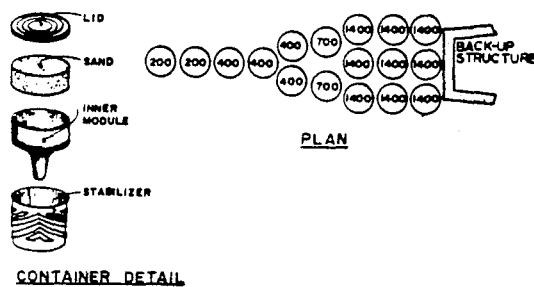 LID
SAND
INNER
MODULE
STABILIZER
CONTAINER DETAIL
200 200 400 400 400 700 1400 1400 1400
1400 1400 1400
400 700 1400 1400 1400
BACK-UP
STRUCTURE
PLAN